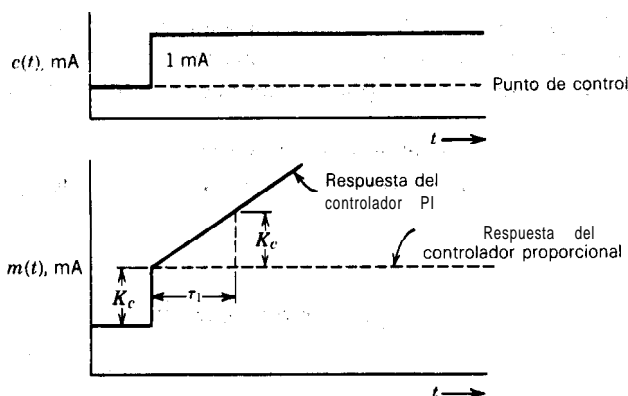 c(t), mA
1 mA
Punto de control
t
Respuesta del
controlador PI
Respuesta del
controlador proporcional
K_c
m(t), mA
K_c
τ_I
t